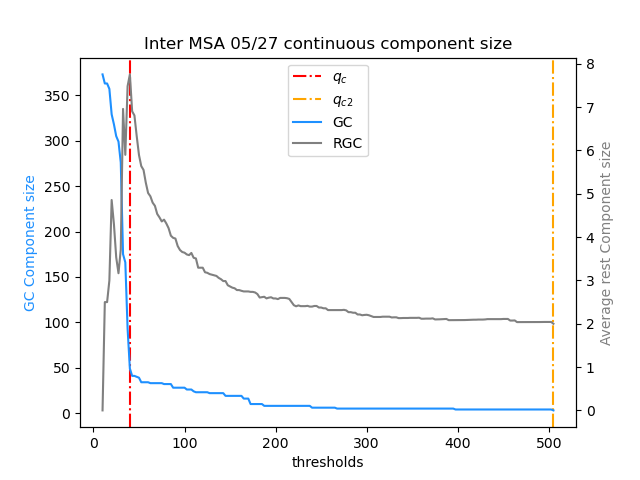 Inter MSA 05/27 continuous component size
q_c
q_c2
GC
RGC
GC Component size
350
300
250
200
150
100
50
0
Average rest Component size
8
7
6
5
4
3
2
1
0
0 100 200 300 400 500
thresholds